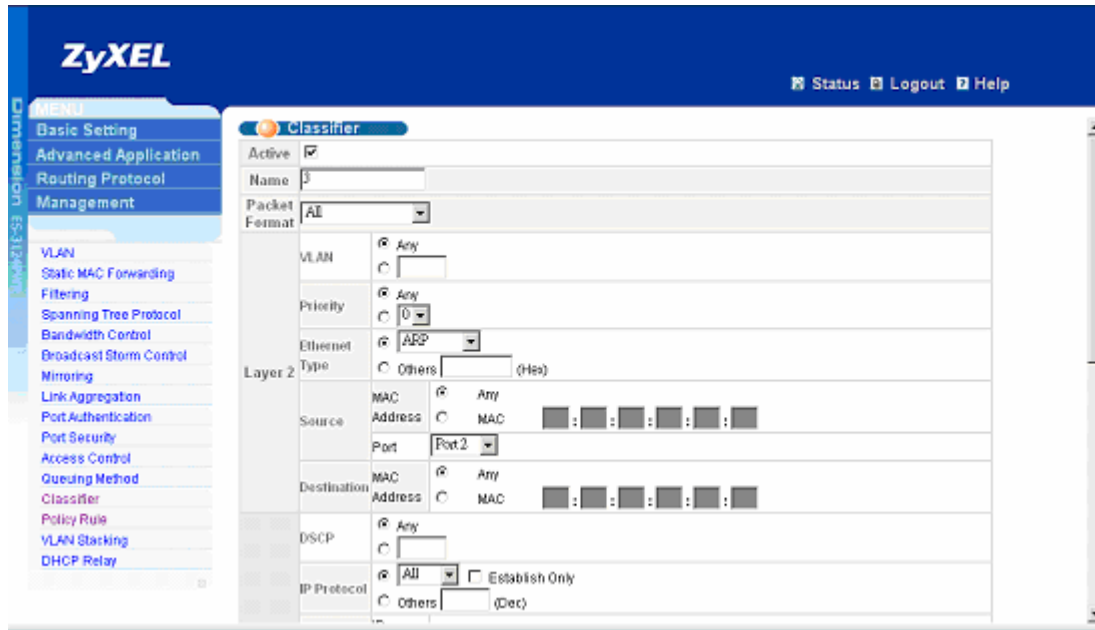 ZyXEL
Status Logout Help
MENU
Basic Setting
Advanced Application
Routing Protocol
Management
VLAN
Static MAC Forwarding
Filtering
Spanning Tree Protocol
Bandwidth Control
Broadcast Storm Control
Mirroring
Link Aggregation
Port Authentication
Port Security
Access Control
Queuing Method
Classifier
Policy Rule
VLAN Stacking
DHCP Relay
Dimension
Classifier
Active
Name 3
Packet Format All
Layer 2
VLAN Any
Priority Any
0
Ethernet Type ARP
Others (Hex)
Source MAC Address Any
MAC : : : : :
Port Port 2
Destination MAC Address Any
MAC : : : : :
DSCP Any
IP Protocol All Establish Only
Others (Dec)